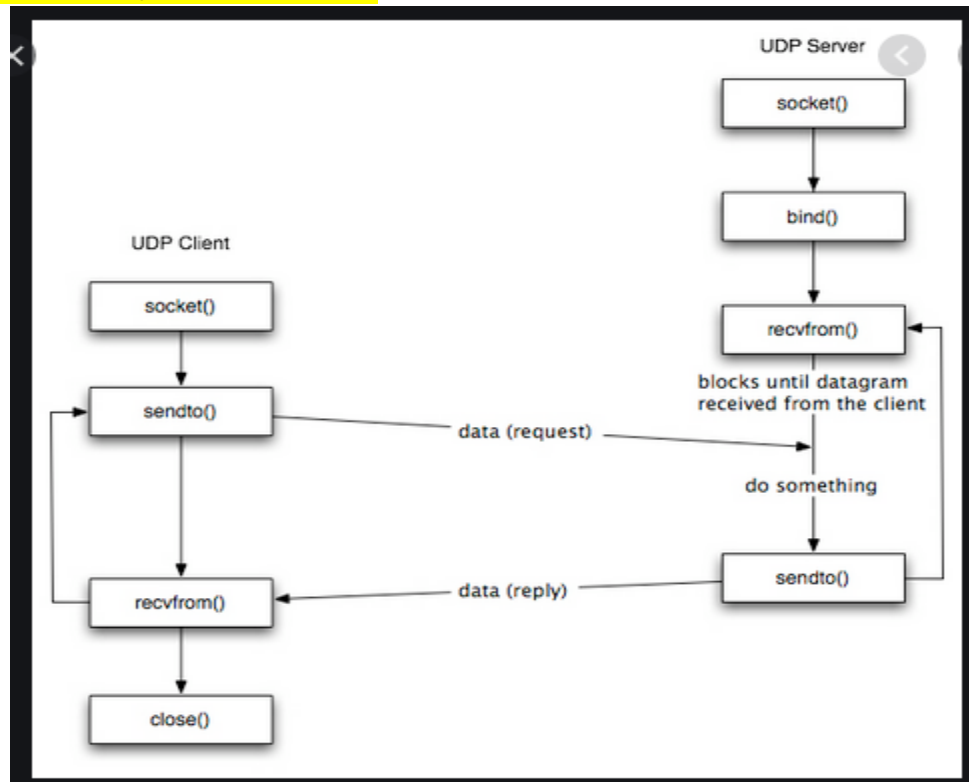 UDP Server
socket()
bind()
UDP Client
socket()
recvfrom()
blocks until datagram
received from the client
sendto()
data (request)
do something
sendto()
data (reply)
recvfrom()
close()